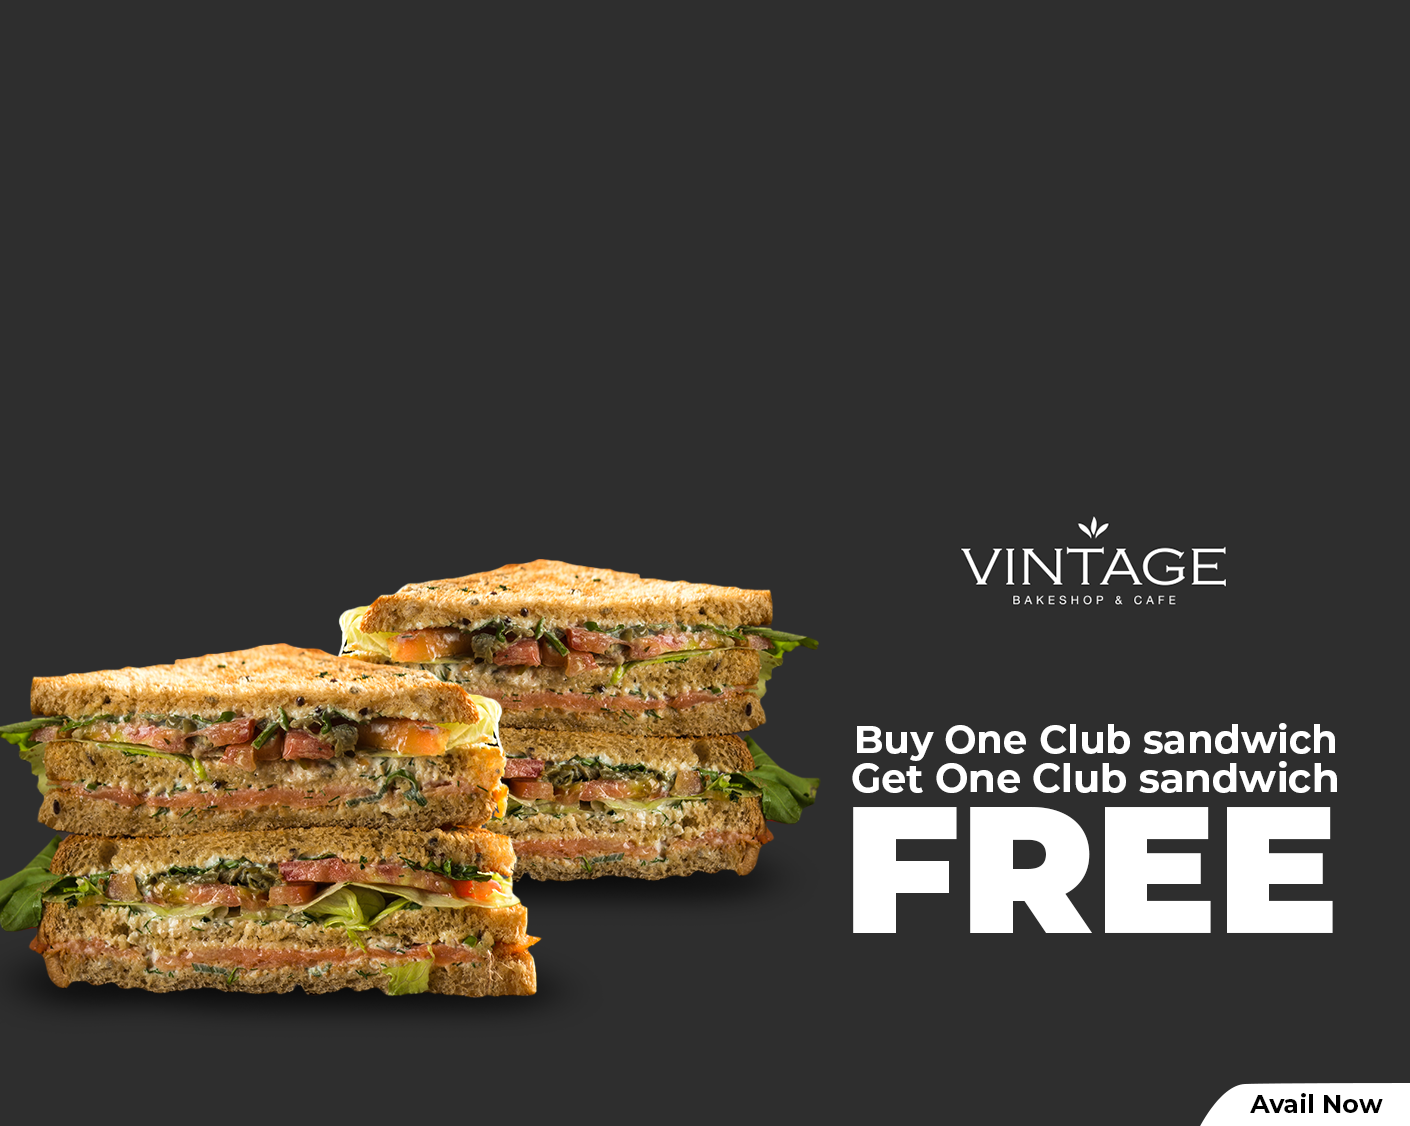 VINTAGE
BAKESHOP & CAFE
Buy One Club sandwich
Get One Club sandwich
FREE
Avail Now